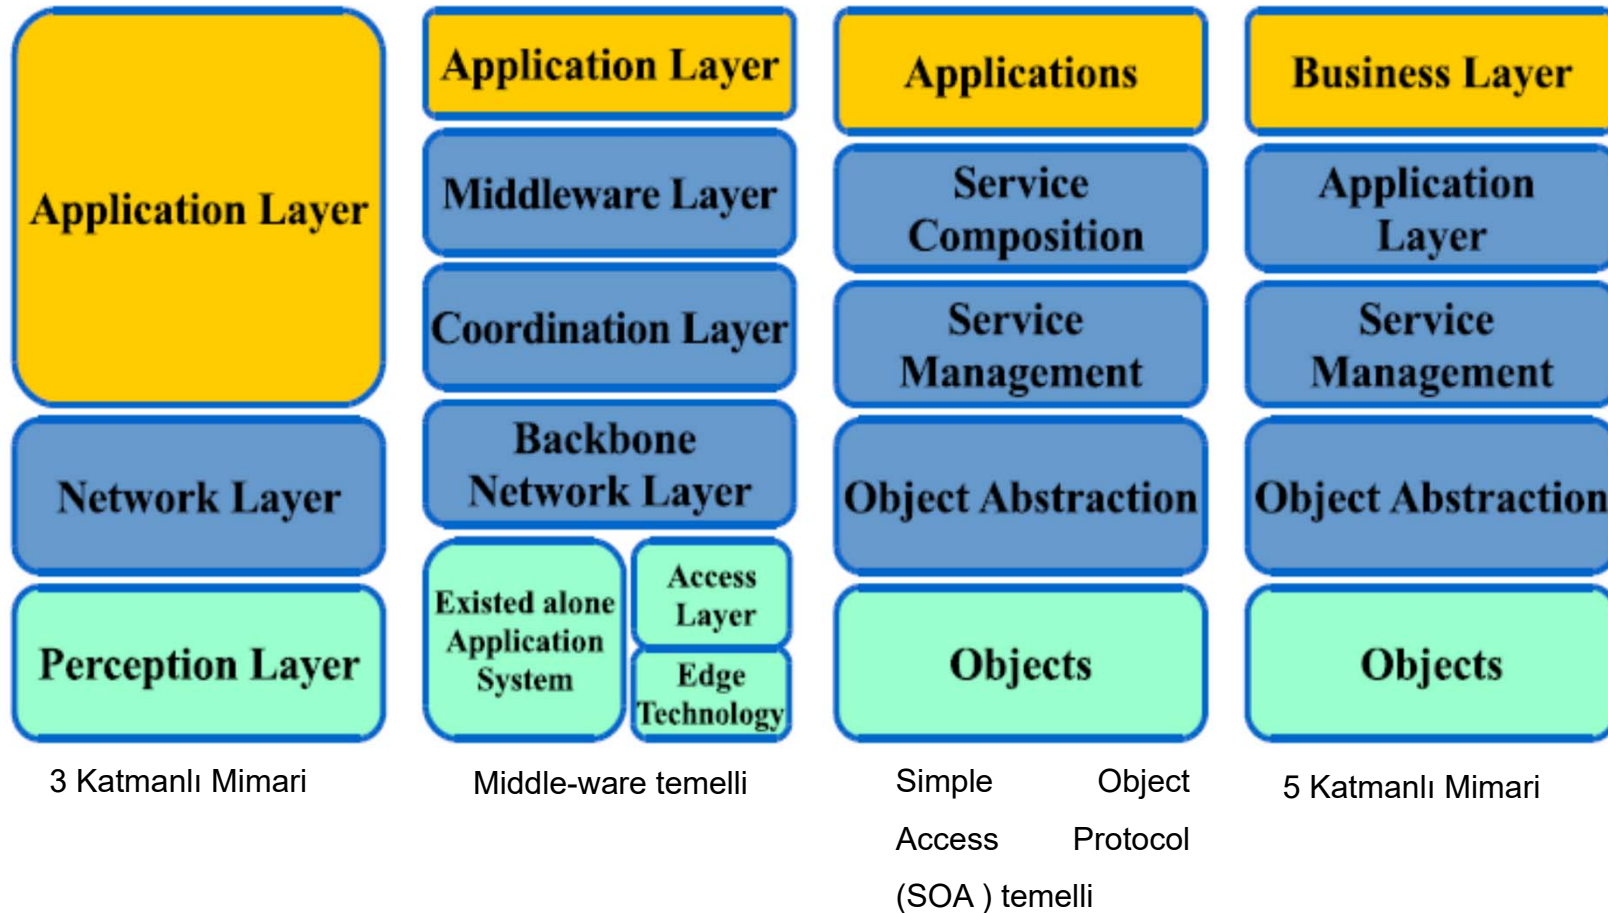 Application Layer
Network Layer
Perception Layer
3 Katmanlı Mimari
Application Layer
Middleware Layer
Coordination Layer
Backbone
Network Layer
Existed alone
Application
System
Access
Layer
Edge
Technology
Middle-ware temelli
Applications
Service
Composition
Service
Management
Object Abstraction
Objects
Simple Object
Access Protocol
(SOA ) temelli
Business Layer
Application
Layer
Service
Management
Object Abstraction
Objects
5 Katmanlı Mimari